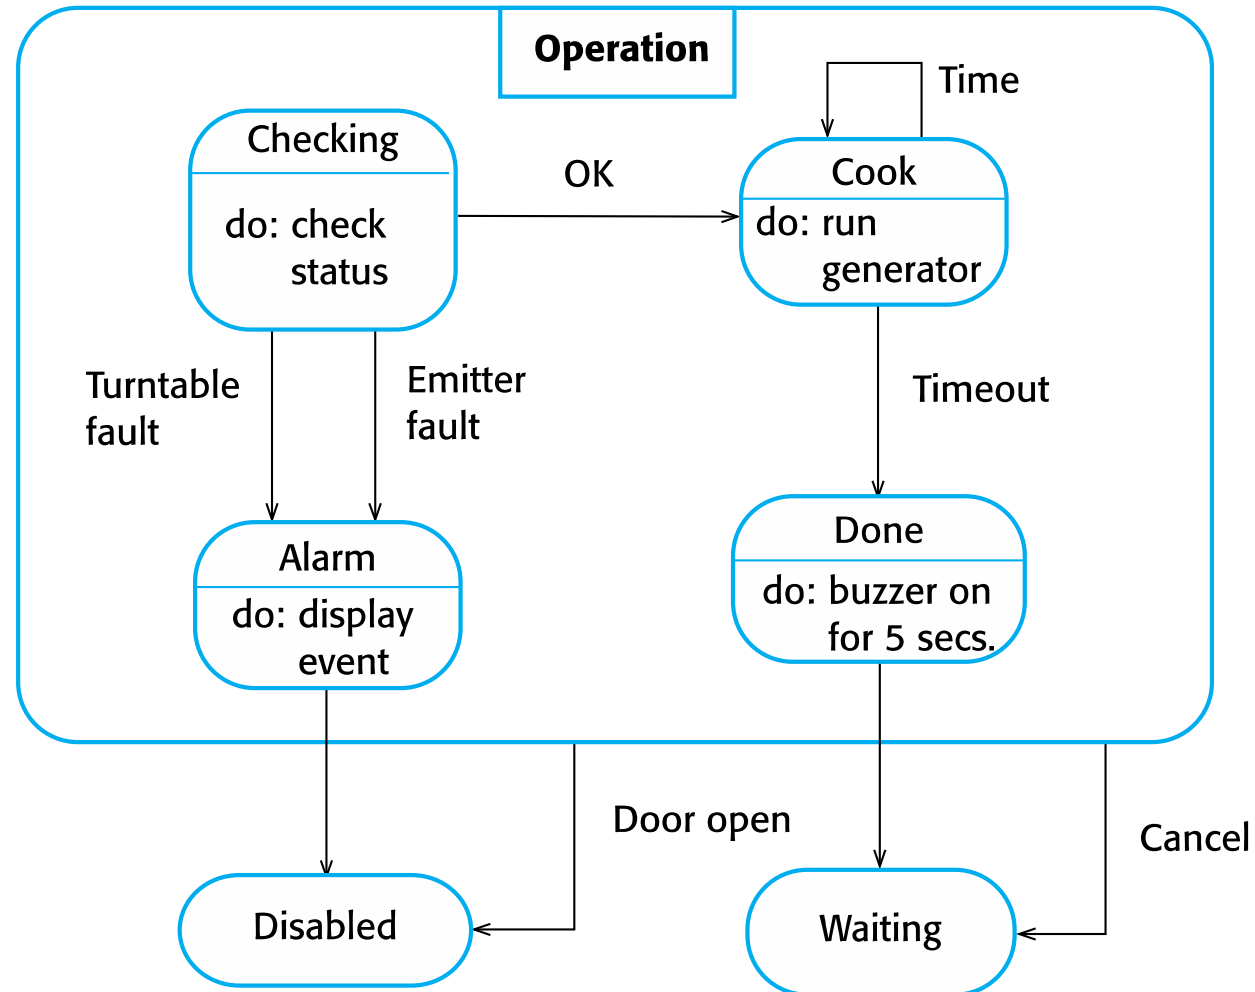 Operation
Time
Checking
OK
Cook
do: check
status
do: run
generator
Turntable
fault
Emitter
fault
Timeout
Alarm
do: display
event
Done
do: buzzer on
for 5 secs.
Door open
Cancel
Disabled
Waiting